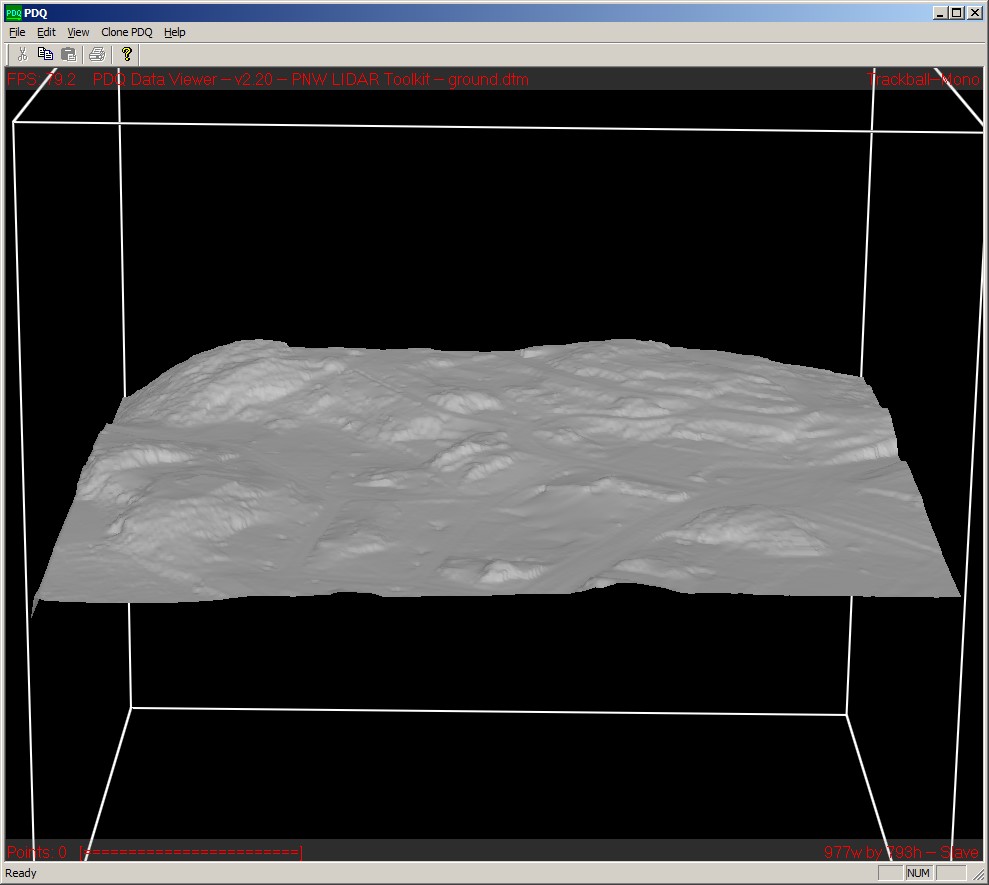 PDQ PDQ
File Edit View Clone PDQ Help
FPS: 79.2 PDQ Data Viewer – v2.20 – PNW LIDAR Toolkit – ground.dtm Trackball–Mono
Points: 0 [========================] 977w by 793h – Slave
Ready NUM